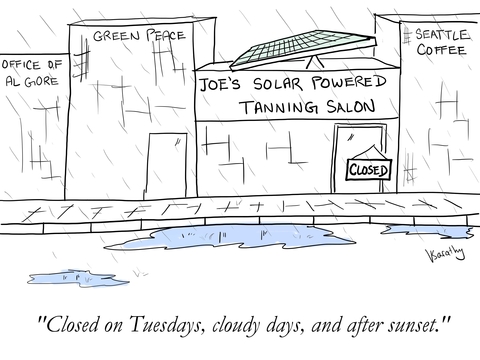 OFFICE OF
AL GORE
GREEN PEACE
JOE'S SOLAR POWERED
TANNING SALON
SEATTLE
COFFEE
CLOSED
VSarathy
"Closed on Tuesdays, cloudy days, and after sunset."